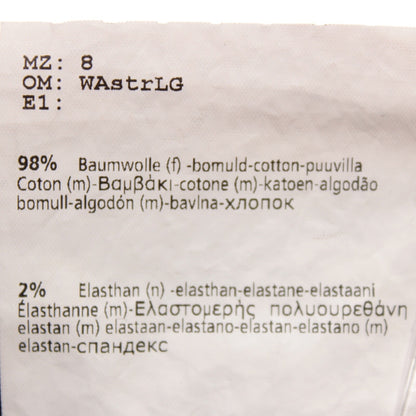 MZ: 8
OM: WAstrLG
E1:
98% Baumwolle (f) -bomuld-cotton-puuvilla
Coton (m)-Βαμβάκι-cotone (m)-katoen-algodão
bomull-algodón (m)-bavlna-хлопок
2% Elasthan (n) -elasthan-elastane-elastaani
Élasthanne (m)-Ελαστομερής πολυουρεθάνη
elastan (m) elastaan-elastano-elastan-elastano (m)
elastan-спандекс